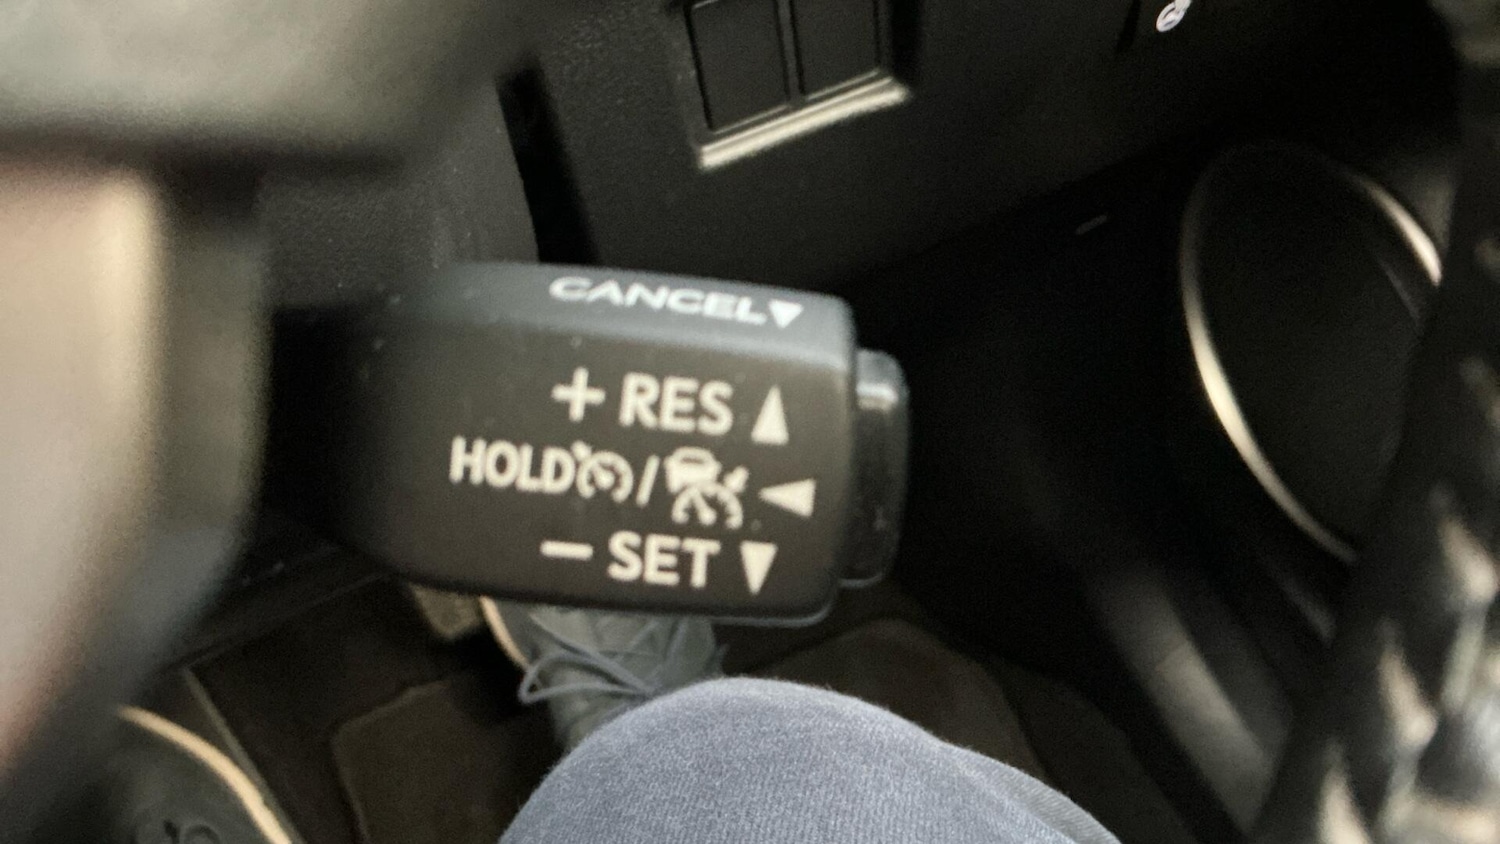 CANCEL▼
+ RES ▲
HOLD / ◀
− SET ▼